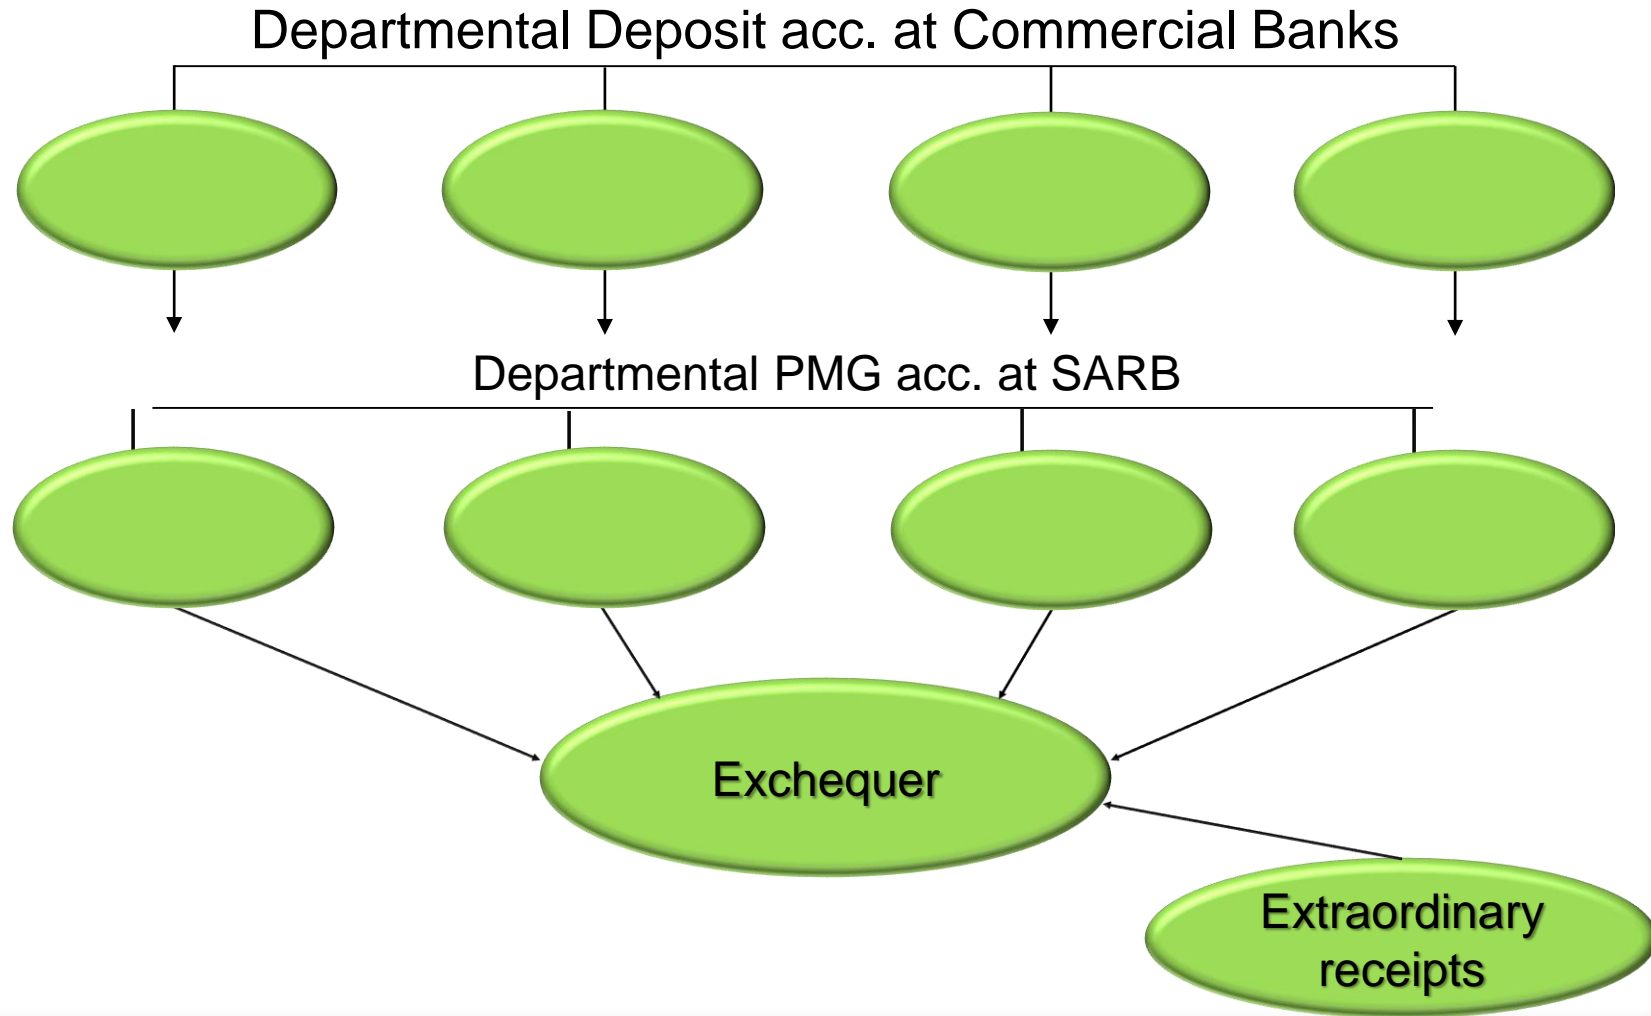 Departmental Deposit acc. at Commercial Banks
Departmental PMG acc. at SARB
Exchequer
Extraordinary
receipts